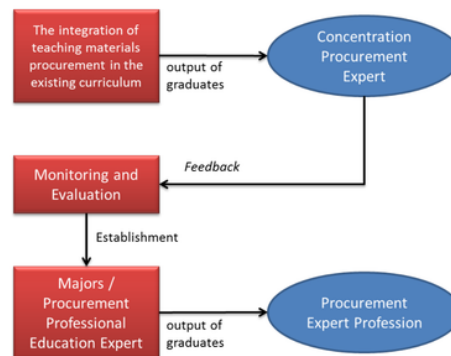 The integration of
teaching materials
procurement in the
existing curriculum
output of
graduates
Concentration
Procurement
Expert
Feedback
Monitoring and
Evaluation
Establishment
Majors /
Procurement
Professional
Education Expert
output of
graduates
Procurement
Expert Profession